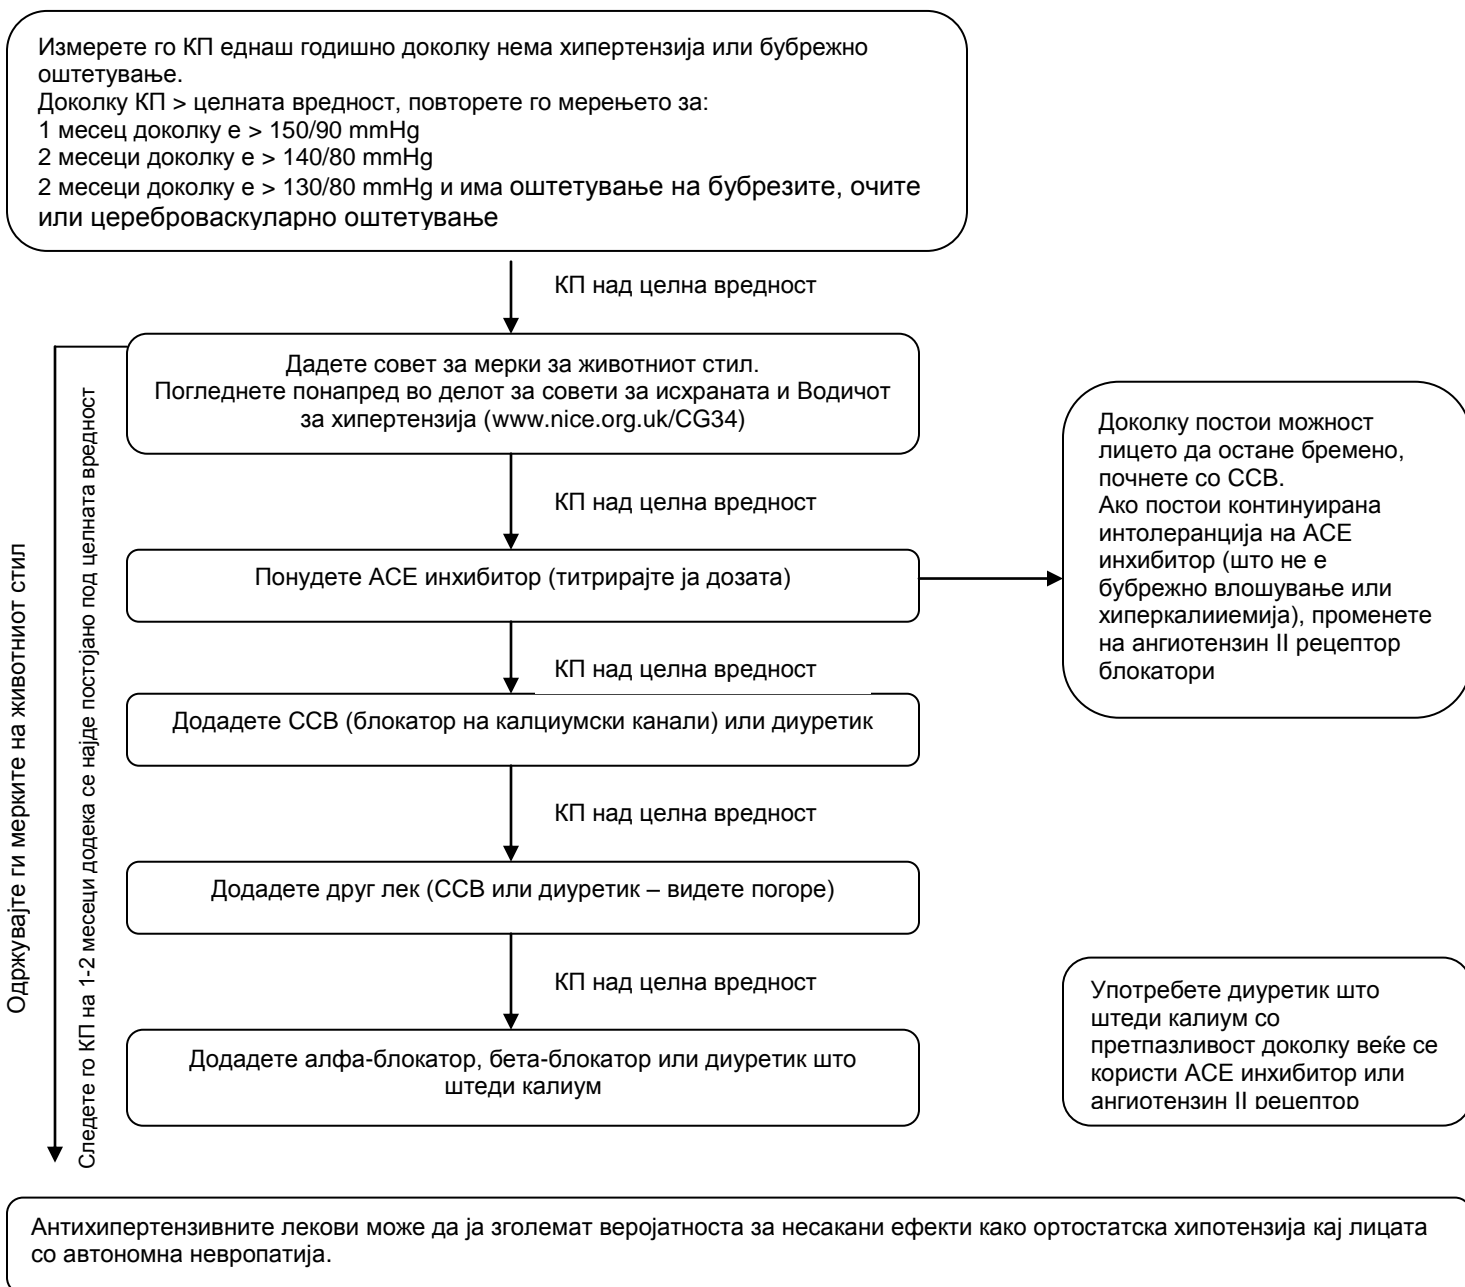 Измерете го КП еднаш годишно доколку нема хипертензија или бубрежно
оштетување.
Доколку КП > целната вредност, повторете го мерењето за:
1 месец доколку е > 150/90 mmHg
2 месеци доколку е > 140/80 mmHg
2 месеци доколку е > 130/80 mmHg и има оштетување на бубрезите, очите
или цереброваскуларно оштетување
КП над целна вредност
Дадете совет за мерки за животниот стил.
Погледнете понапред во делот за совети за исхраната и Водичот
за хипертензија (www.nice.org.uk/CG34)
КП над целна вредност
Понудете АСЕ инхибитор (титрирајте ја дозата)
Доколку постои можност
лицето да остане бремено,
почнете со ССВ.
Ако постои континуирана
интолеранција на АСЕ
инхибитор (што не е
бубрежно влошување или
хиперкалииемија), променете
на ангиотензин II рецептор
блокатори
КП над целна вредност
Додадете ССВ (блокатор на калциумски канали) или диуретик
КП над целна вредност
Додадете друг лек (ССВ или диуретик – видете погоре)
КП над целна вредност
Додадете алфа-блокатор, бета-блокатор или диуретик што
штеди калиум
Употребете диуретик што
штеди калиум со
претпазливост доколку веќе се
користи АСЕ инхибитор или
ангиотензин II рецептор
Одржувајте ги мерките на животниот стил
Следете го КП на 1-2 месеци додека се најде постојано под целната вредност
Антихипертензивните лекови може да ја зголемат веројатноста за несакани ефекти како ортостатска хипотензија кај лицата
со автономна невропатија.